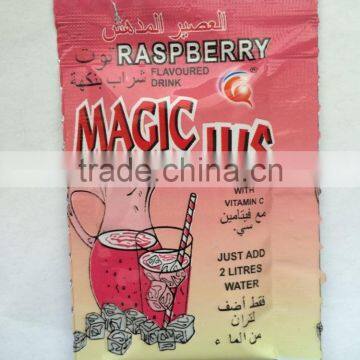 العصير المدهش
توت RASPBERRY
شراب بنكهة FLAVOURED
DRINK
MAGIC JUS
trade.china.cn
WITH
VITAMIN C
مع فيتامين
سي.
JUST ADD
2 LITRES
WATER
فقط أضف
لتران
من الماء